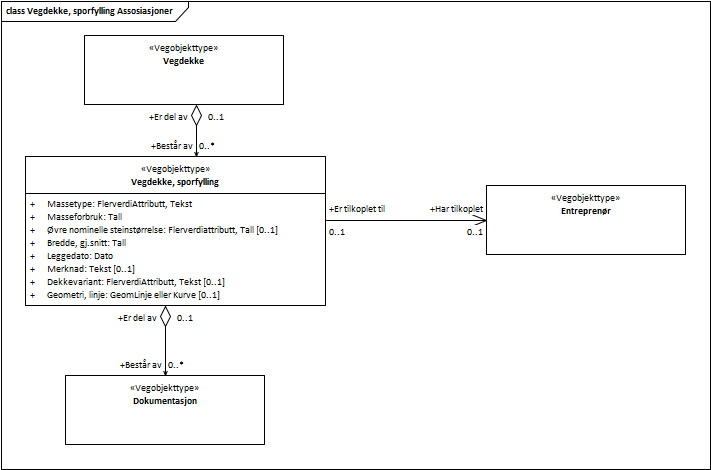 class Vegdekke, sporfylling Assosiasjoner
«Vegobjekttype»
Vegdekke
+Er del av 0..1
+Består av 0..*
«Vegobjekttype»
Vegdekke, sporfylling
+ Massetype: FlerverdiAttributt, Tekst
+ Masseforbruk: Tall
+ Øvre nominelle steinstørrelse: Flerverdiattributt, Tall [0..1]
+ Bredde, gj.snitt: Tall
+ Leggedato: Dato
+ Merknad: Tekst [0..1]
+ Dekkevariant: FlerverdiAttributt, Tekst [0..1]
+ Geometri, linje: GeomLinje eller Kurve [0..1]
+Er tilkoplet til +Har tilkoplet
0..1 0..1
«Vegobjekttype»
Entreprenør
+Er del av 0..1
+Består av 0..*
«Vegobjekttype»
Dokumentasjon